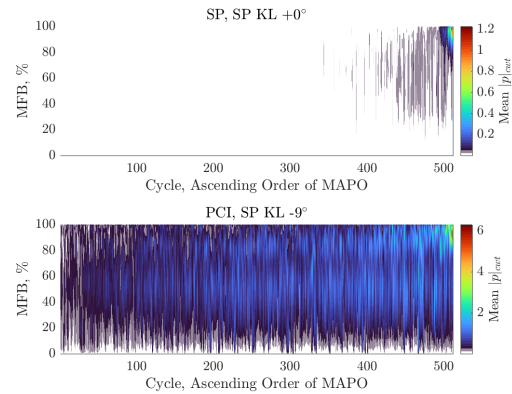 SP, SP KL +0°
100
80
60
40
20
0
MFB, %
100 200 300 400 500
Cycle, Ascending Order of MAPO
1.2
1
0.8
0.6
0.4
0.2
Mean |p|cwt
PCI, SP KL -9°
100
80
60
40
20
0
MFB, %
100 200 300 400 500
Cycle, Ascending Order of MAPO
6
4
2
Mean |p|cwt